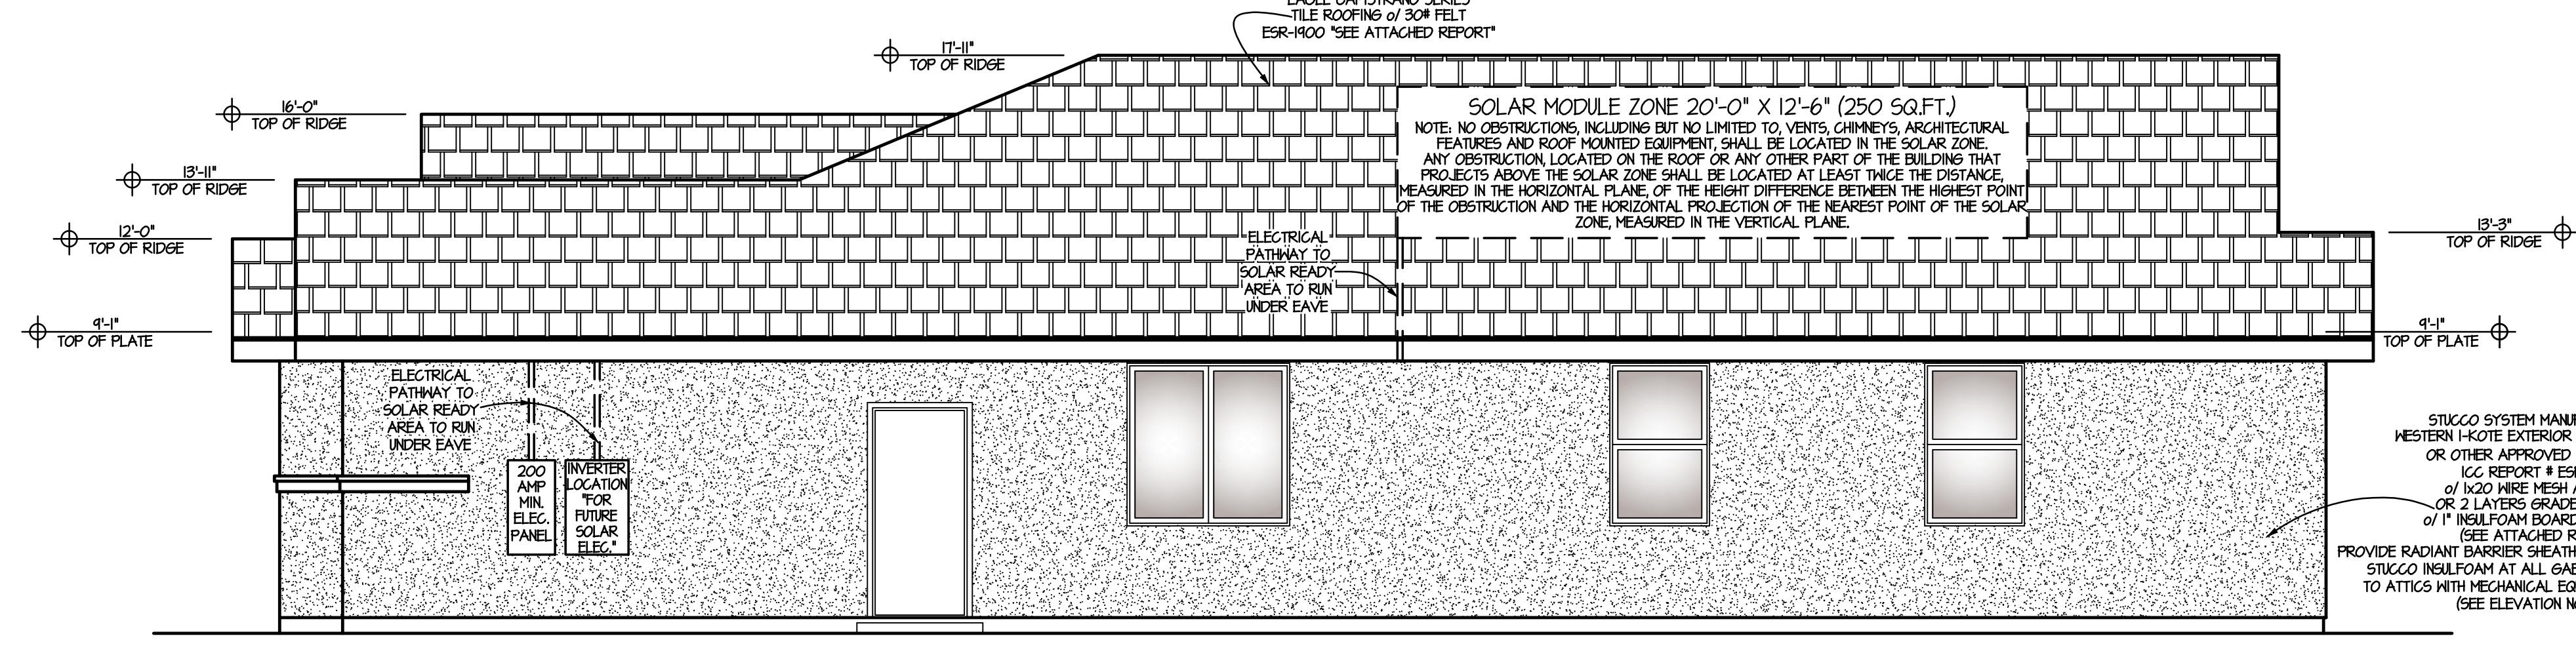 TILE ROOFING o/ 30# FELT
ESR-1900 "SEE ATTACHED REPORT"
17'-11"
TOP OF RIDGE
16'-0"
TOP OF RIDGE
13'-11"
TOP OF RIDGE
12'-0"
TOP OF RIDGE
9'-1"
TOP OF PLATE
SOLAR MODULE ZONE 20'-0" X 12'-6" (250 SQ.FT.)
NOTE: NO OBSTRUCTIONS, INCLUDING BUT NO LIMITED TO, VENTS, CHIMNEYS, ARCHITECTURAL
FEATURES AND ROOF MOUNTED EQUIPMENT, SHALL BE LOCATED IN THE SOLAR ZONE.
ANY OBSTRUCTION, LOCATED ON THE ROOF OR ANY OTHER PART OF THE BUILDING THAT
PROJECTS ABOVE THE SOLAR ZONE SHALL BE LOCATED AT LEAST TWICE THE DISTANCE,
MEASURED IN THE HORIZONTAL PLANE, OF THE HEIGHT DIFFERENCE BETWEEN THE HIGHEST POINT
OF THE OBSTRUCTION AND THE HORIZONTAL PROJECTION OF THE NEAREST POINT OF THE SOLAR
ZONE, MEASURED IN THE VERTICAL PLANE.
ELECTRICAL
PATHWAY TO
SOLAR READY
AREA TO RUN
UNDER EAVE
13'-3"
TOP OF RIDGE
9'-1"
TOP OF PLATE
ELECTRICAL
PATHWAY TO
SOLAR READY
AREA TO RUN
UNDER EAVE
200
AMP
MIN.
ELEC.
PANEL
INVERTER
LOCATION
"FOR
FUTURE
SOLAR
ELEC."
STUCCO SYSTEM
WESTERN 1-KOTE EXTERIOR
OR OTHER APPROVED
ICC REPORT #
o/ 1x20 WIRE MESH
OR 2 LAYERS GRADE
o/ 1" INSULFOAM BOARD
(SEE ATTACHED
PROVIDE RADIANT BARRIER
STUCCO INSULFOAM AT ALL
TO ATTICS WITH MECHANICAL
(SEE ELEVATION